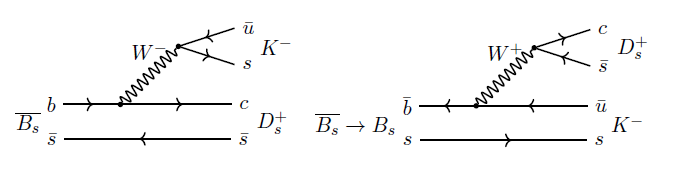 W⁻ ū
s K⁻
B̅s̅ b c
s̄ s̄ D⁺ₛ
W⁺ c
s̄ D⁺ₛ
B̅s̅ → Bₛ b̄ ū
s s K⁻